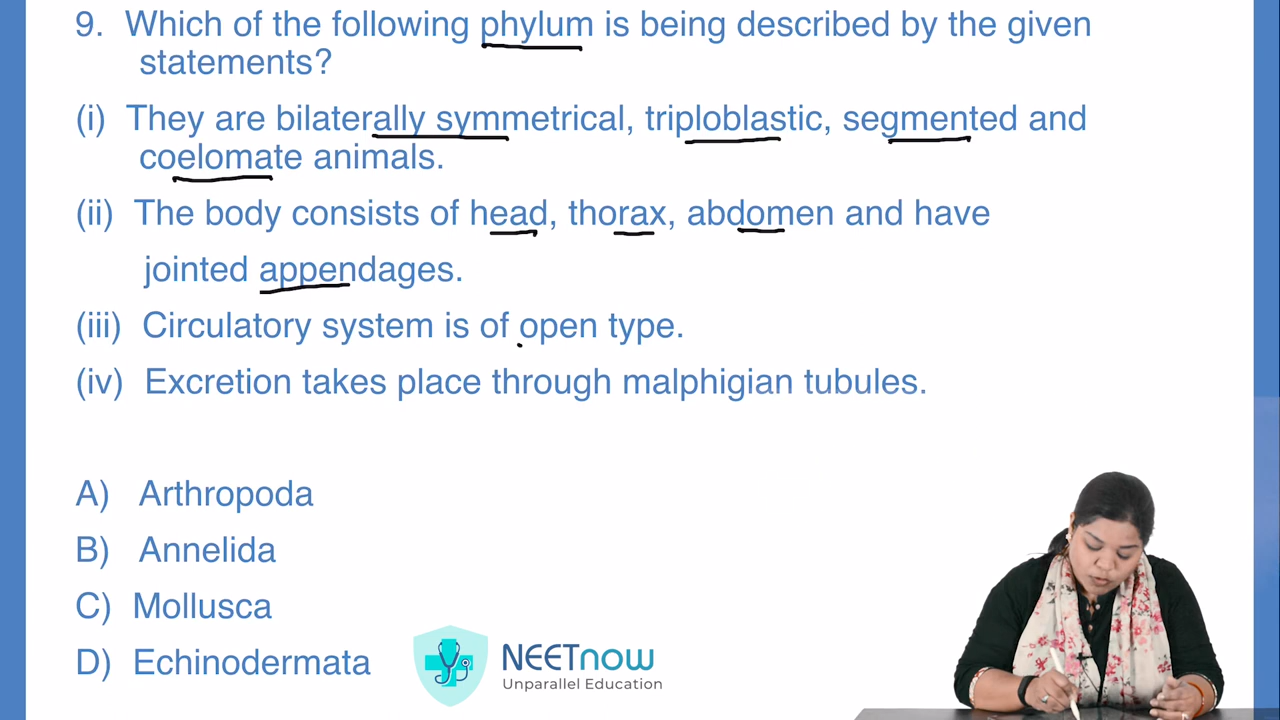 9. Which of the following phylum is being described by the given
statements?
(i) They are bilaterally symmetrical, triploblastic, segmented and
coelomate animals.
(ii) The body consists of head, thorax, abdomen and have
jointed appendages.
(iii) Circulatory system is of open type.
(iv) Excretion takes place through malphigian tubules.
A) Arthropoda
B) Annelida
C) Mollusca
D) Echinodermata
NEETnow
Unparallel Education